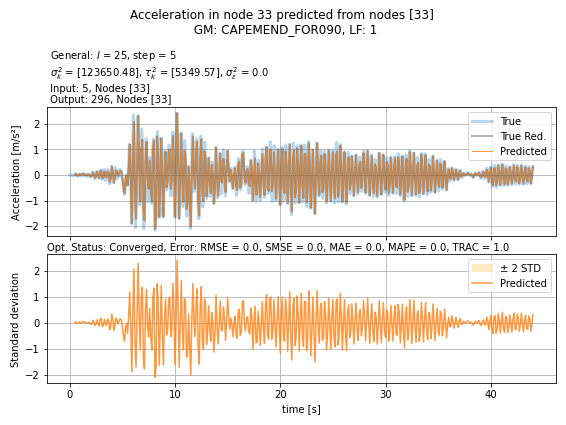 Acceleration in node 33 predicted from nodes [33]
GM: CAPEMEND_FOR090, LF: 1
General: l = 25, step = 5
σ²ₖ = [123650.48], τ²ₖ = [5349.57], σ²ₑ = 0.0
Input: 5, Nodes [33]
Output: 296, Nodes [33]
Acceleration [m/s²]
2
1
0
−1
−2
True
True Red.
Predicted
Opt. Status: Converged, Error: RMSE = 0.0, SMSE = 0.0, MAE = 0.0, MAPE = 0.0, TRAC = 1.0
Standard deviation
2
1
0
−1
−2
± 2 STD
Predicted
0 10 20 30 40
time [s]